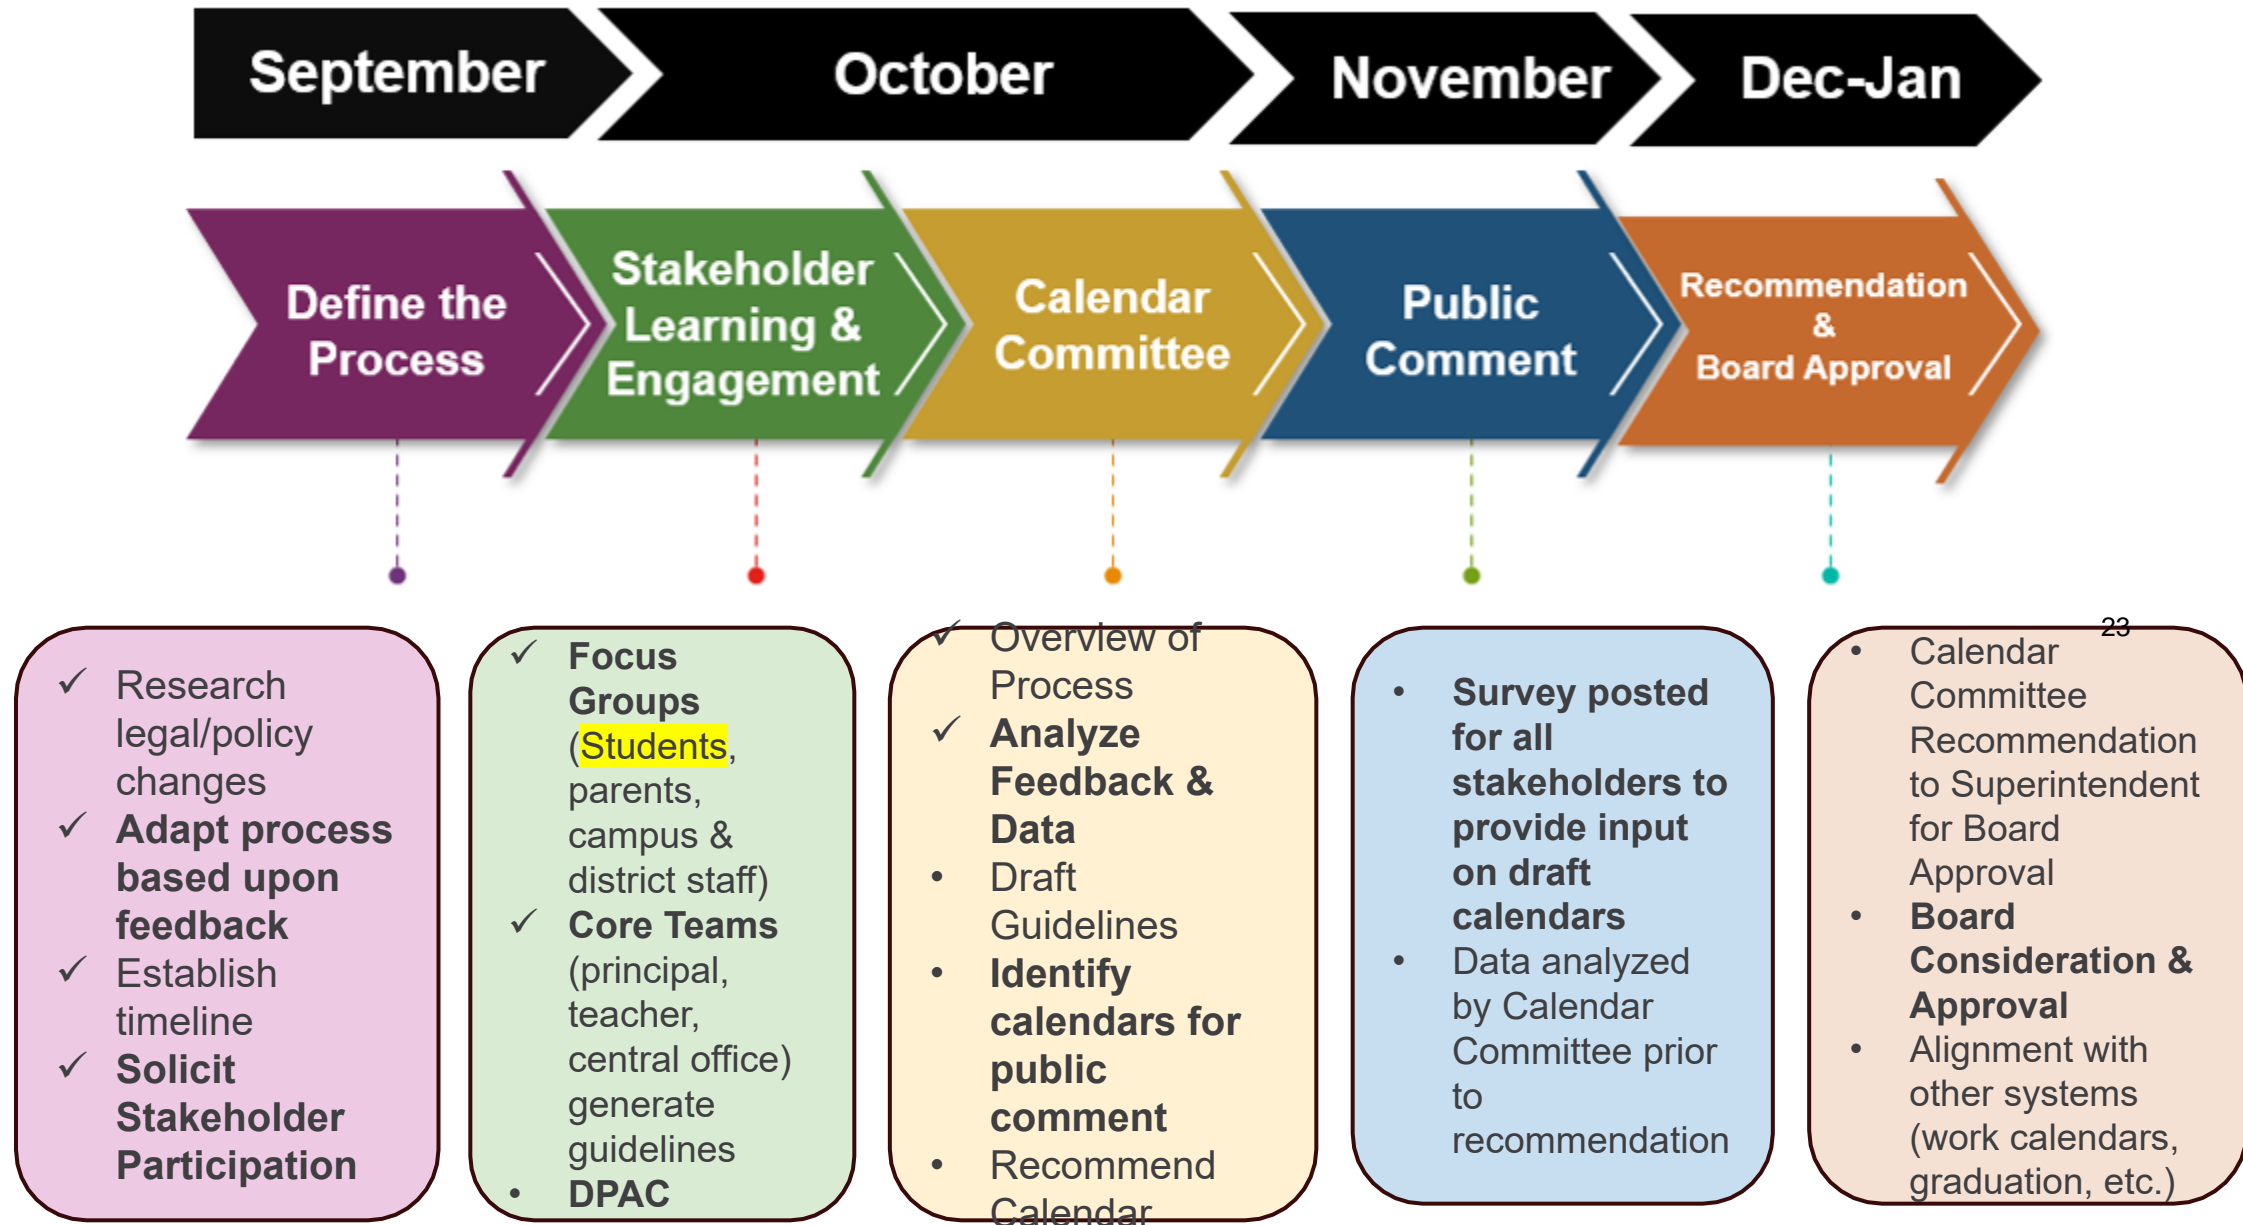 September
October
November
Dec-Jan
Define the
Process
Stakeholder
Learning &
Engagement
Calendar
Committee
Public
Comment
Recommendation
&
Board Approval
✓ Research
legal/policy
changes
✓ Adapt process
based upon
feedback
✓ Establish
timeline
✓ Solicit
Stakeholder
Participation
✓ Focus
Groups
(Students,
parents,
campus &
district staff)
✓ Core Teams
(principal,
teacher,
central office)
generate
guidelines
• DPAC
✓ Overview of
Process
✓ Analyze
Feedback &
Data
• Draft
Guidelines
• Identify
calendars for
public
comment
• Recommend
Calendar
• Survey posted
for all
stakeholders to
provide input
on draft
calendars
• Data analyzed
by Calendar
Committee prior
to
recommendation
23
• Calendar
Committee
Recommendation
to Superintendent
for Board
Approval
• Board
Consideration &
Approval
• Alignment with
other systems
(work calendars,
graduation, etc.)